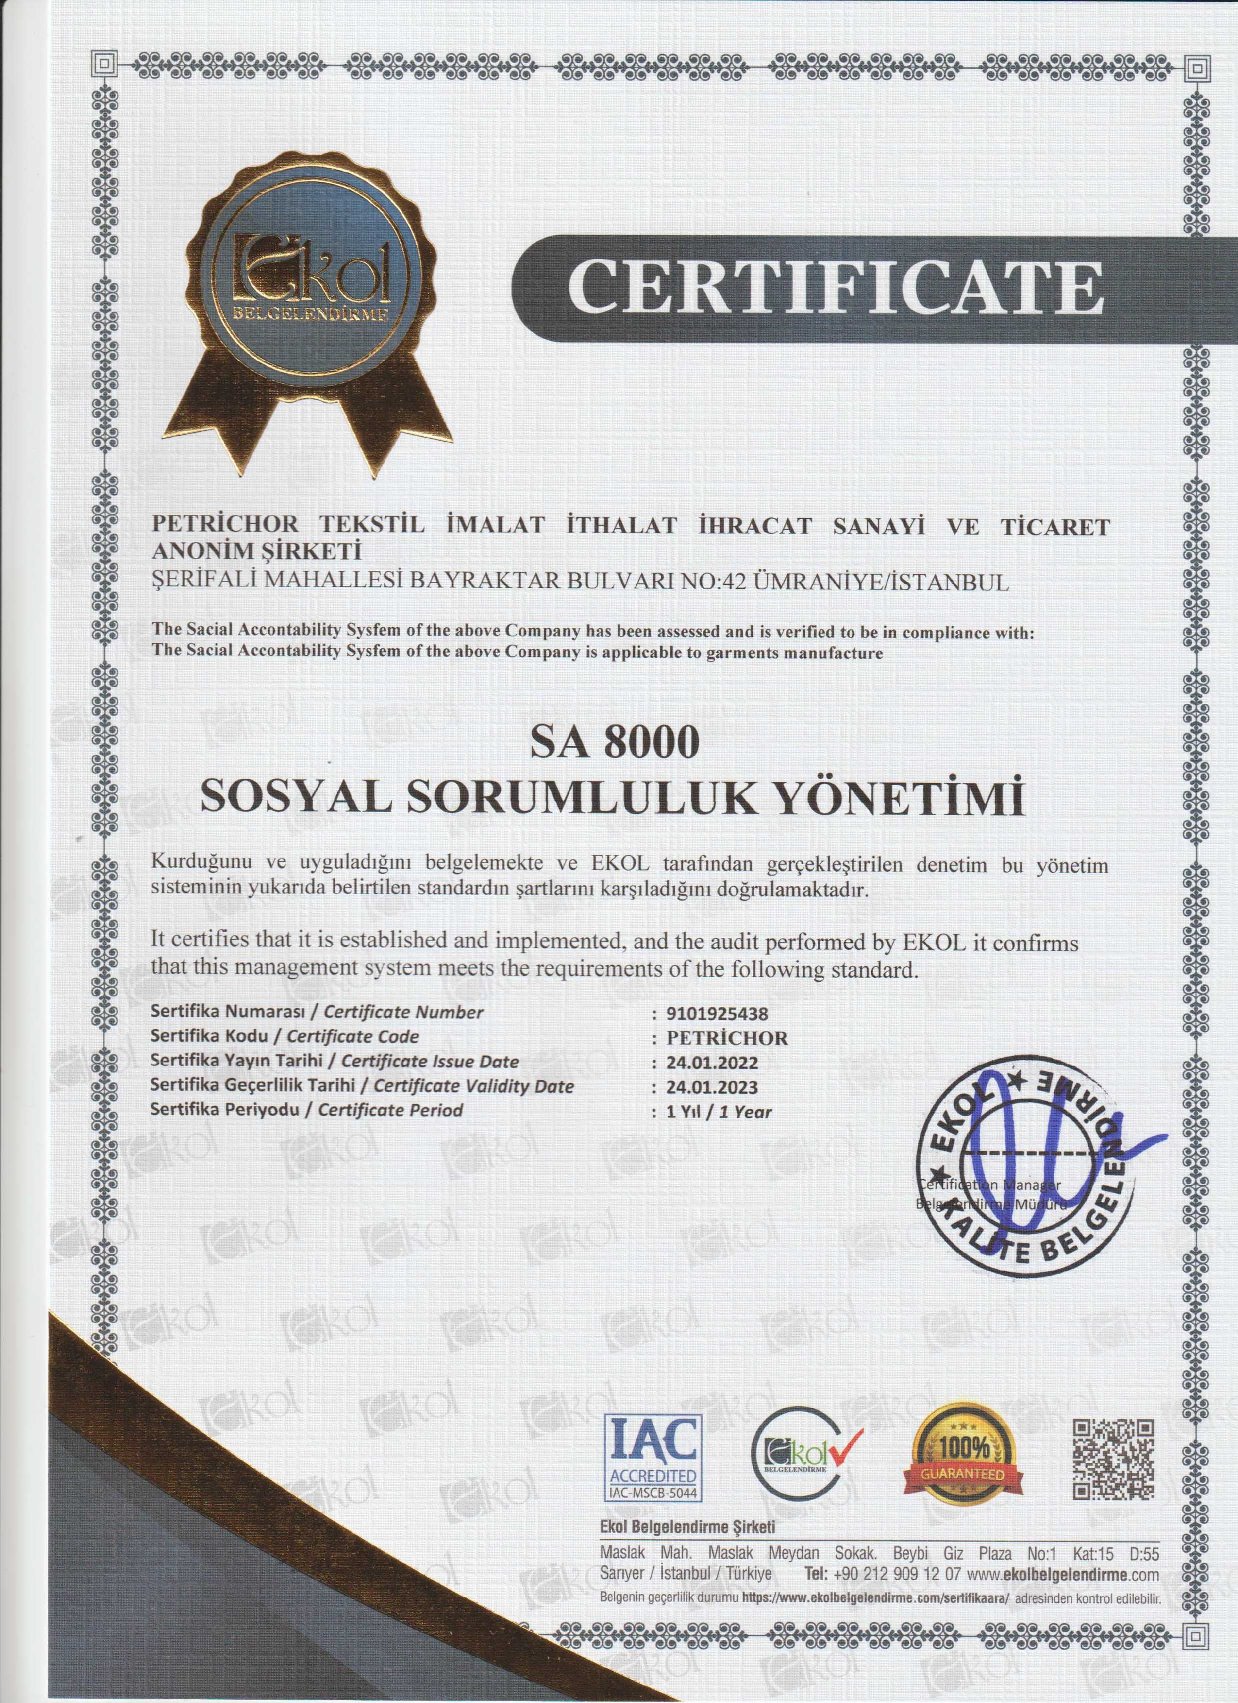 Ekol
BELGELENDİRME
CERTIFICATE
PETRİCHOR TEKSTİL İMALAT İTHALAT İHRACAT SANAYİ VE TİCARET
ANONİM ŞİRKETİ
ŞERİFALİ MAHALLESİ BAYRAKTAR BULVARI NO:42 ÜMRANİYE/İSTANBUL
The Sacial Accontability Sysfem of the above Company has been assessed and is verified to be in compliance with:
The Sacial Accontability Sysfem of the above Company is applicable to garments manufacture
SA 8000
SOSYAL SORUMLULUK YÖNETİMİ
Kurduğunu ve uyguladığını belgelemekte ve EKOL tarafından gerçekleştirilen denetim bu yönetim
sisteminin yukarıda belirtilen standardın şartlarını karşıladığını doğrulamaktadır.
It certifies that it is established and implemented, and the audit performed by EKOL it confirms
that this management system meets the requirements of the following standard.
Sertifika Numarası / Certificate Number : 9101925438
Sertifika Kodu / Certificate Code : PETRİCHOR
Sertifika Yayın Tarihi / Certificate Issue Date : 24.01.2022
Sertifika Geçerlilik Tarihi / Certificate Validity Date : 24.01.2023
Sertifika Periyodu / Certificate Period : 1 Yıl / 1 Year
★ EKOL ★ KALİTE BELGELENDİRME
Certification Manager
Belgelendirme Müdürü
IAC
ACCREDITED
IAC-MSCB-5044
Ekol
BELGELENDİRME
100%
GUARANTEED
Ekol Belgelendirme Şirketi
Maslak Mah. Maslak Meydan Sokak. Beybi Giz Plaza No:1 Kat:15 D:55
Sarıyer / İstanbul / Türkiye Tel: +90 212 909 12 07 www.ekolbelgelendirme.com
Belgenin geçerlilik durumu https://www.ekolbelgelendirme.com/sertifikaara/ adresinden kontrol edilebilir.